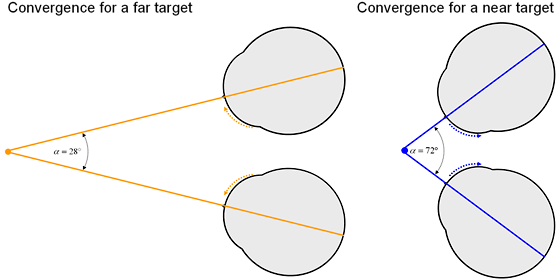 Convergence for a far target
Convergence for a near target
α = 28°
α = 72°